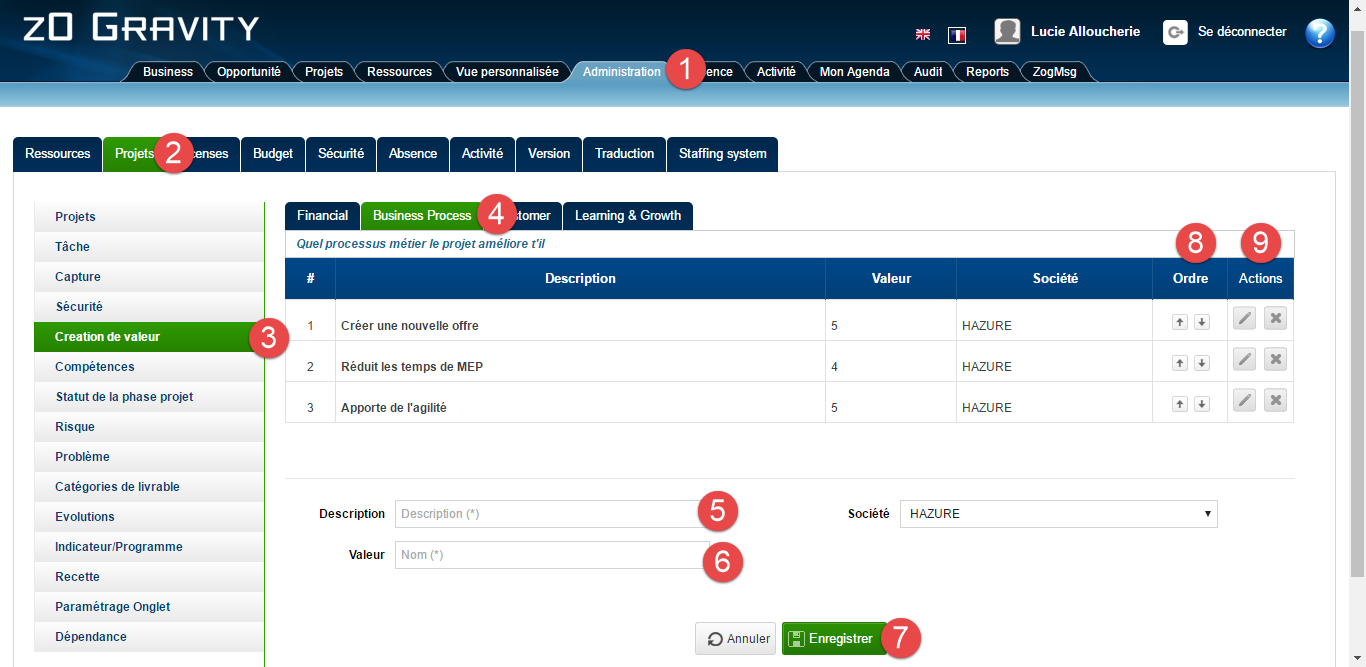 zO Gravity
Lucie Alloucherie
Se déconnecter
?
Business Opportunité Projets Ressources Vue personnalisée Administration 1 ence Activité Mon Agenda Audit Reports ZogMsg
Ressources Projets 2 enses Budget Sécurité Absence Activité Version Traduction Staffing system
Projets
Tâche
Capture
Sécurité
Creation de valeur 3
Compétences
Statut de la phase projet
Risque
Problème
Catégories de livrable
Evolutions
Indicateur/Programme
Recette
Paramétrage Onglet
Dépendance
Financial Business Process 4 tomer Learning & Growth
Quel processus métier le projet améliore t'il
8 9
# Description Valeur Société Ordre Actions
1 Créer une nouvelle offre 5 HAZURE
2 Réduit les temps de MEP 4 HAZURE
3 Apporte de l'agilité 5 HAZURE
Description Description (*) 5 Société HAZURE
Valeur Nom (*) 6
Annuler Enregistrer 7